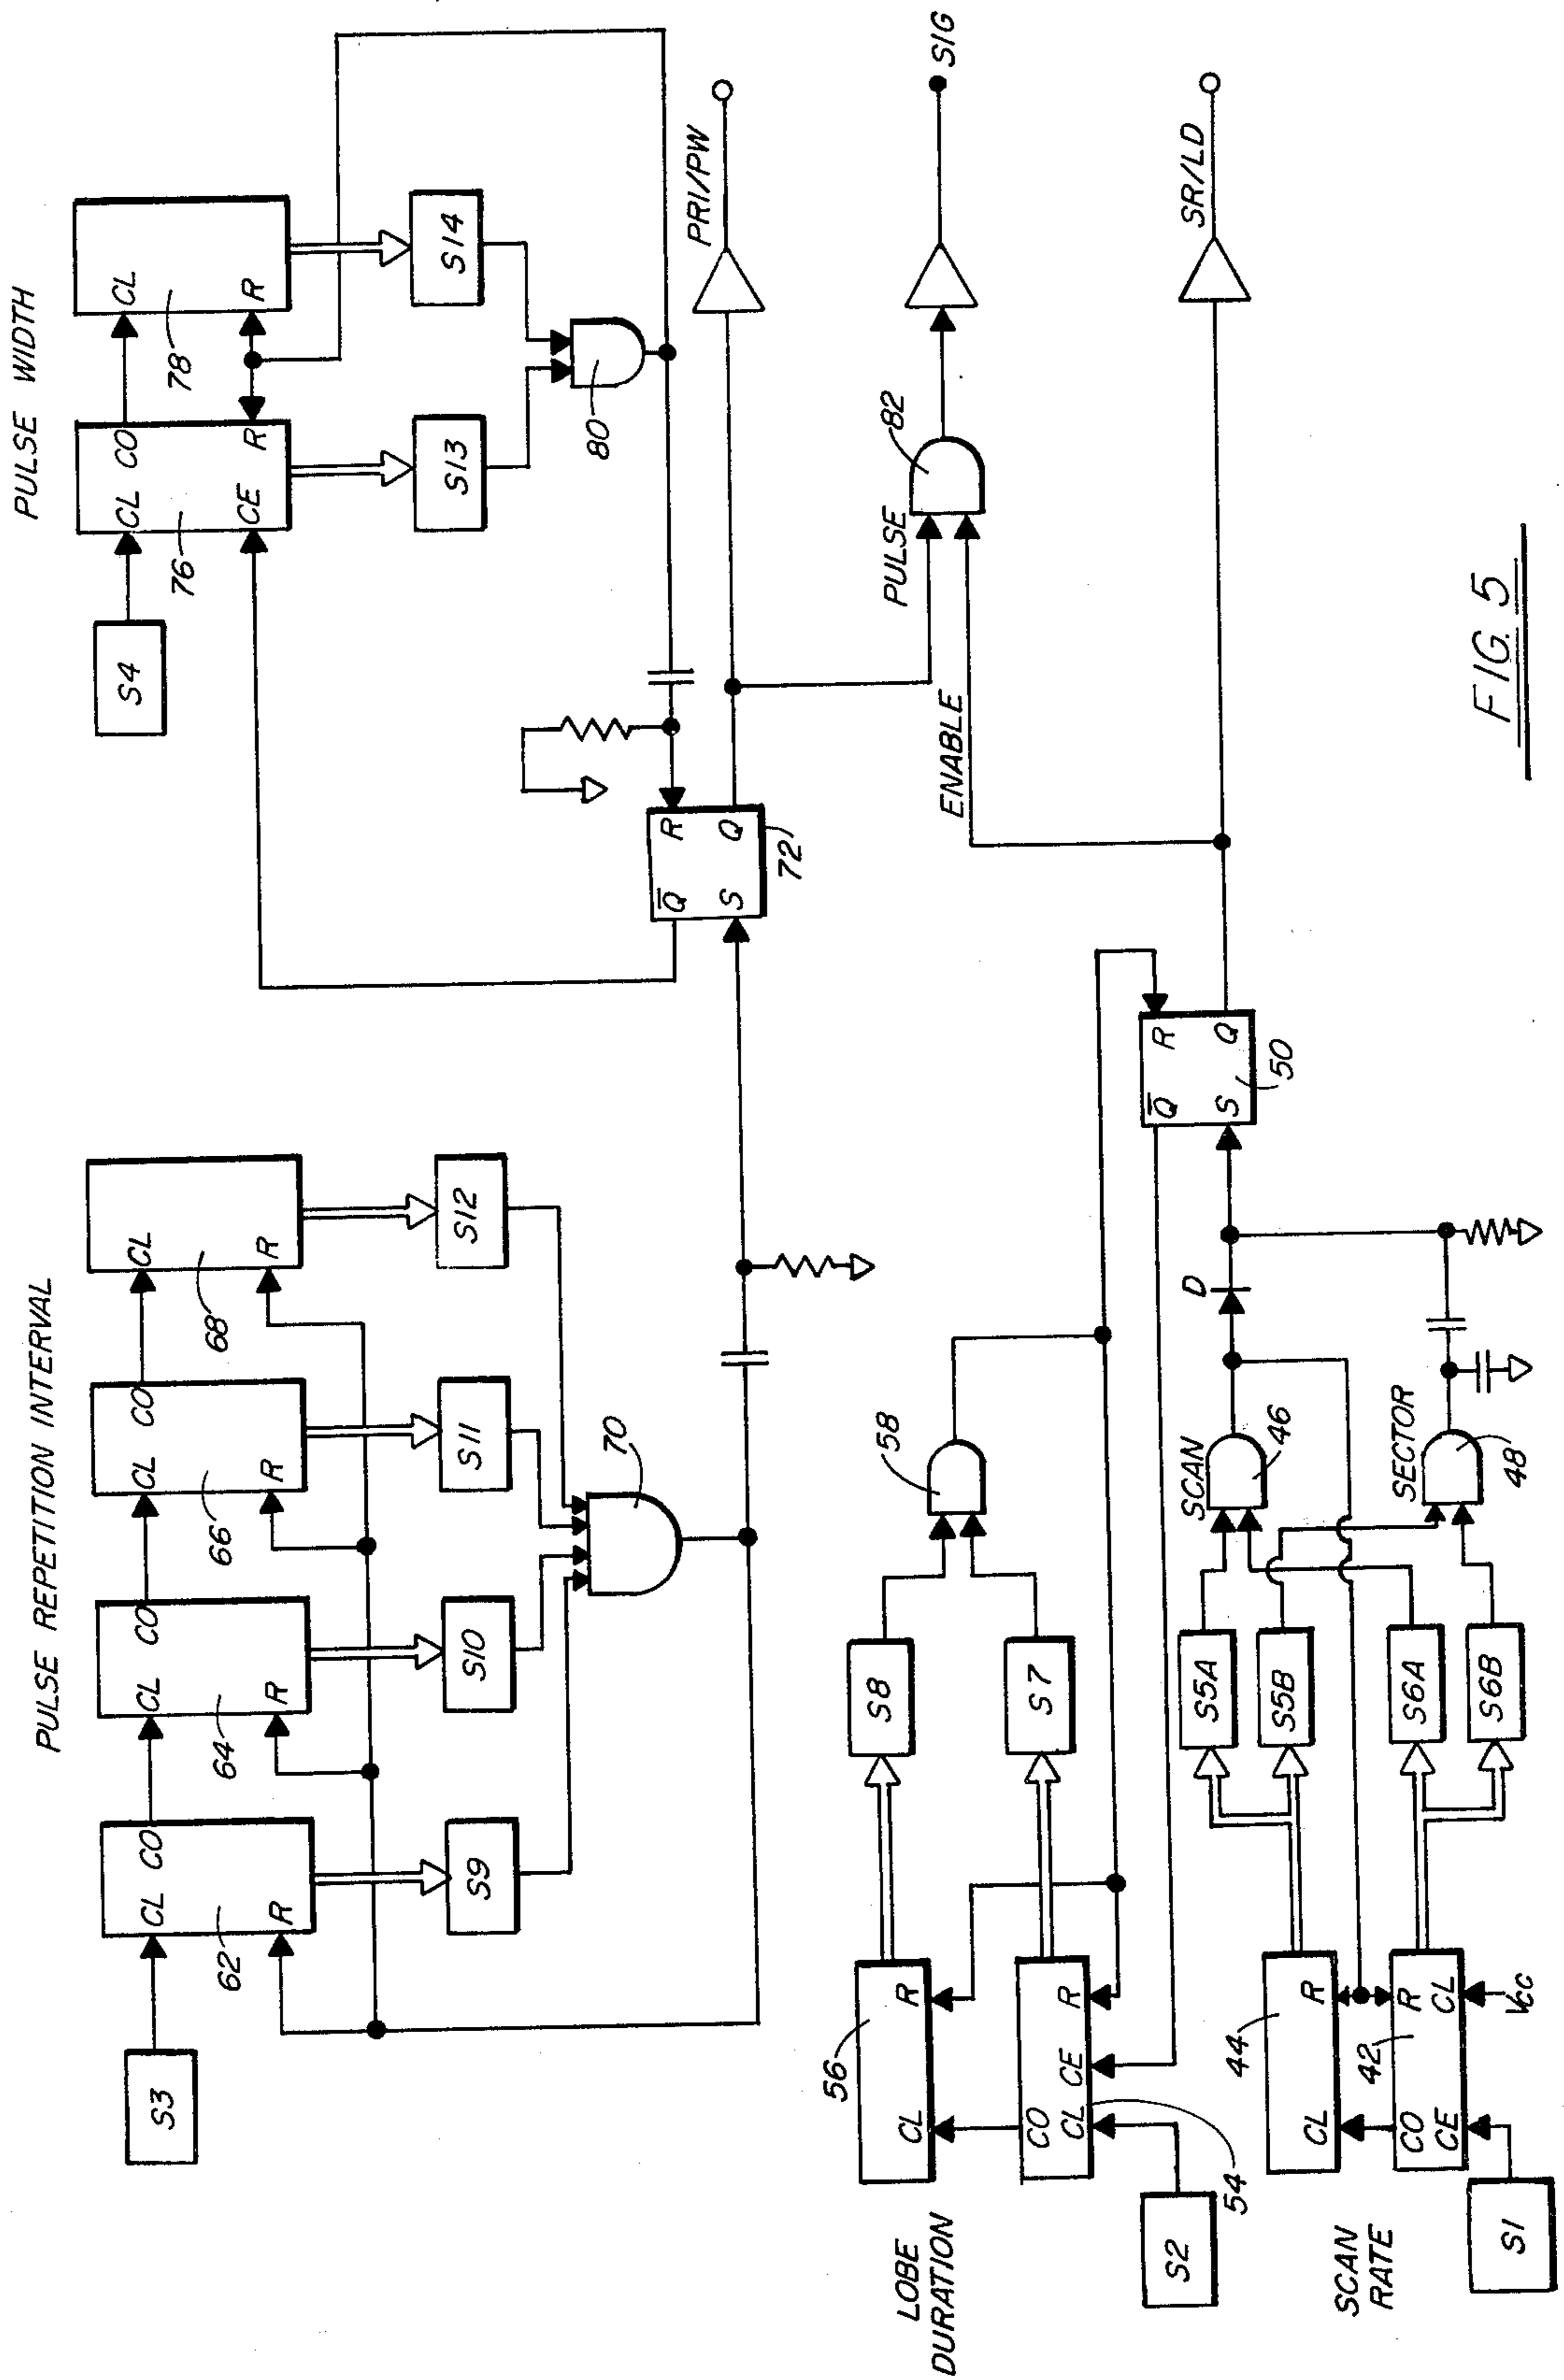 PULSE REPETITION INTERVAL
PULSE WIDTH
S3
CL CO
62
R
CL CO
64
R
CL CO
66
R
CL
68
R
S9
S10
S11
S12
70
S4
CL CO
76
CE R
CL
78
R
S13
S14
80
Q R
S Q
72
PRI/PW
PULSE
ENABLE
82
SIG
LOBE
DURATION
56
CL R
CO
CL CE R
54
S2
S8
S7
58
Q R
S Q
50
SR/LD
SCAN
RATE
S1
44
CL R
CO 42 R
CE CL
VCC
S5A
S5B
S6A
S6B
SCAN
46
SECTOR
48
D
FIG. 5